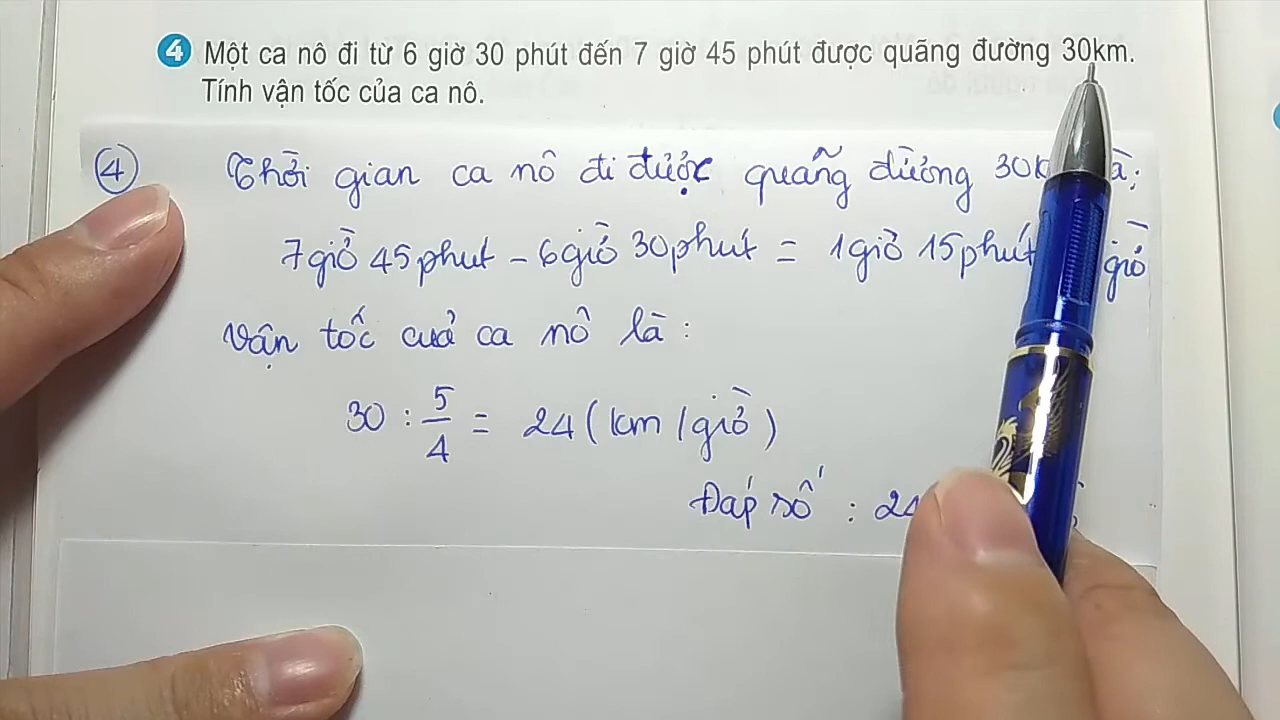 4 Một ca nô đi từ 6 giờ 30 phút đến 7 giờ 45 phút được quãng đường 30km.
Tính vận tốc của ca nô.
4 Thời gian ca nô đi được quãng đường
7 giờ 45 phút - 6 giờ 30 phút = 1 giờ 15 phút giờ
Vận tốc của ca nô là :
30 : 5/4 = 24 (km/giờ)
Đáp số :